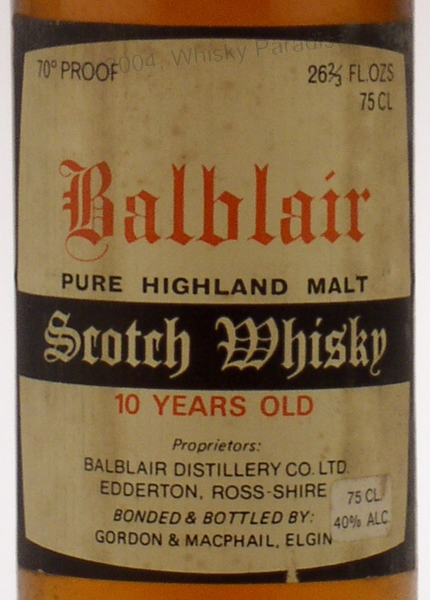 2004, Whisky Paradis
70° PROOF 26⅔ FL.OZS
75 CL
Balblair
PURE HIGHLAND MALT
Scotch Whisky
10 YEARS OLD
Proprietors:
BALBLAIR DISTILLERY CO. LTD.
EDDERTON, ROSS-SHIRE
BONDED & BOTTLED BY:
GORDON & MACPHAIL, ELGIN
75 CL.
40% ALC.